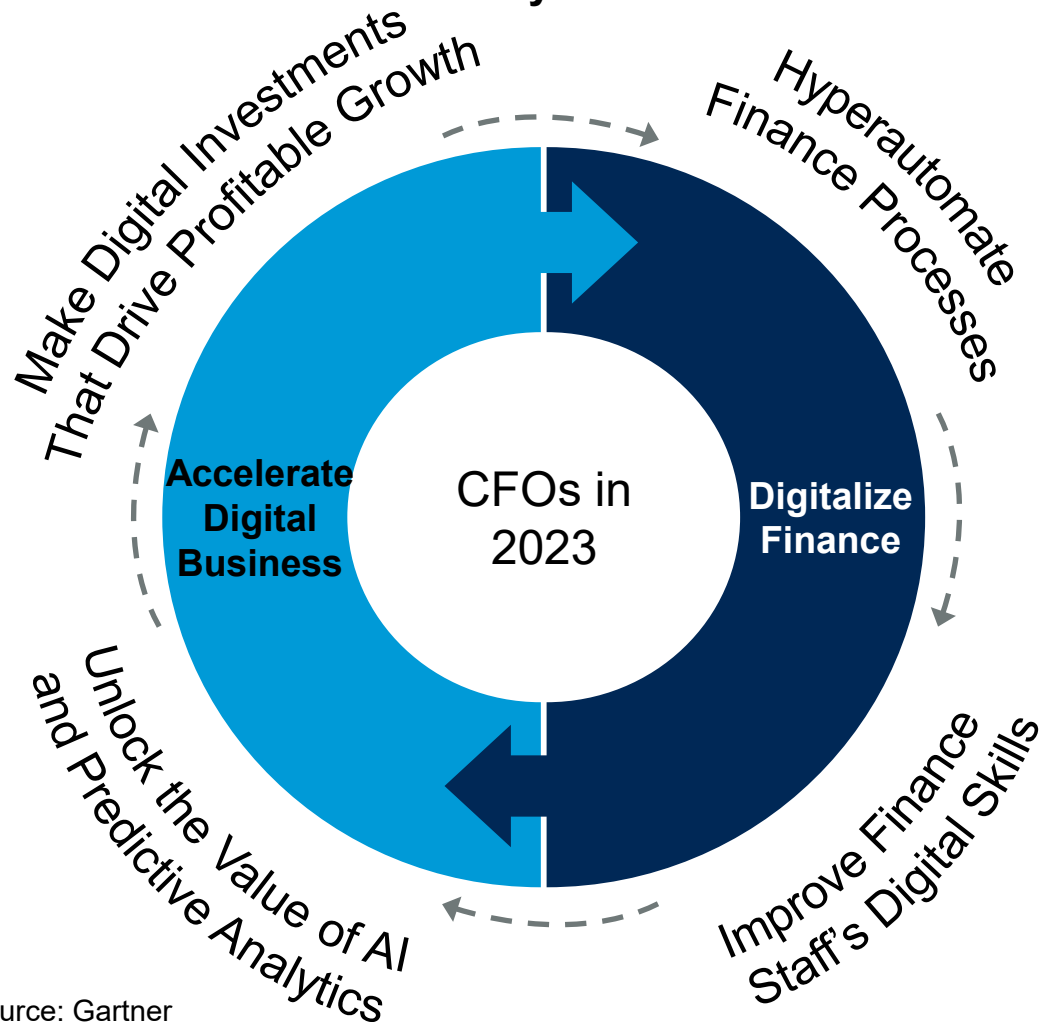 Make Digital Investments
That Drive Profitable Growth
Hyperautomate
Finance Processes
Accelerate
Digital
Business
CFOs in
2023
Digitalize
Finance
Unlock the Value of AI
and Predictive Analytics
Improve Finance
Staff's Digital Skills
urce: Gartner